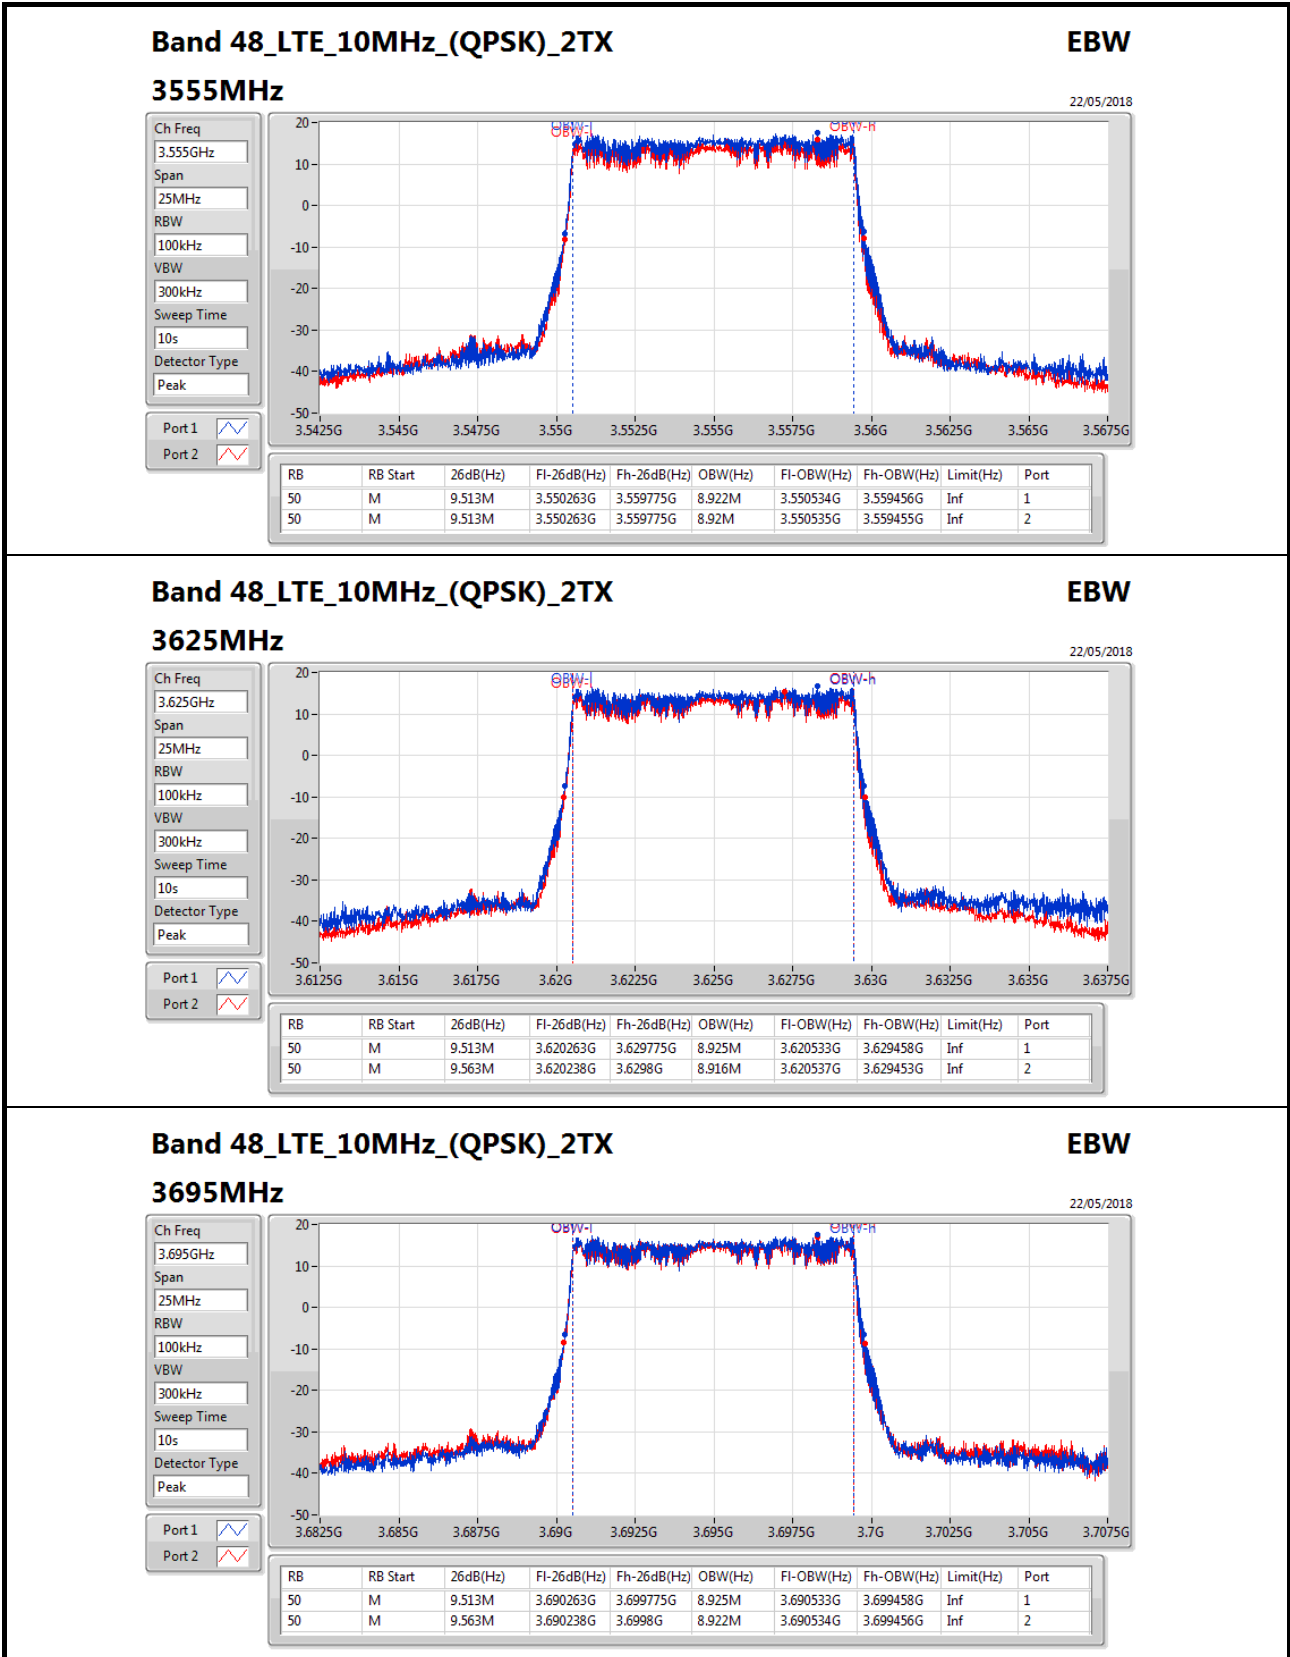 Band 48_LTE_10MHz_(QPSK)_2TX EBW
3555MHz
22/05/2018
Ch Freq
3.555GHz
Span
25MHz
RBW
100kHz
VBW
300kHz
Sweep Time
10s
Detector Type
Peak
Port 1
Port 2
OBW-l OBW-h
20
10
0
-10
-20
-30
-40
-50
3.5425G 3.545G 3.5475G 3.55G 3.5525G 3.555G 3.5575G 3.56G 3.5625G 3.565G 3.5675G
RB RB Start 26dB(Hz) Fl-26dB(Hz) Fh-26dB(Hz) OBW(Hz) Fl-OBW(Hz) Fh-OBW(Hz) Limit(Hz) Port
50 M 9.513M 3.550263G 3.559775G 8.922M 3.550534G 3.559456G Inf 1
50 M 9.513M 3.550263G 3.559775G 8.92M 3.550535G 3.559455G Inf 2
Band 48_LTE_10MHz_(QPSK)_2TX EBW
3625MHz
22/05/2018
Ch Freq
3.625GHz
Span
25MHz
RBW
100kHz
VBW
300kHz
Sweep Time
10s
Detector Type
Peak
Port 1
Port 2
OBW-l OBW-h
20
10
0
-10
-20
-30
-40
-50
3.6125G 3.615G 3.6175G 3.62G 3.6225G 3.625G 3.6275G 3.63G 3.6325G 3.635G 3.6375G
RB RB Start 26dB(Hz) Fl-26dB(Hz) Fh-26dB(Hz) OBW(Hz) Fl-OBW(Hz) Fh-OBW(Hz) Limit(Hz) Port
50 M 9.513M 3.620263G 3.629775G 8.925M 3.620533G 3.629458G Inf 1
50 M 9.563M 3.620238G 3.6298G 8.916M 3.620537G 3.629453G Inf 2
Band 48_LTE_10MHz_(QPSK)_2TX EBW
3695MHz
22/05/2018
Ch Freq
3.695GHz
Span
25MHz
RBW
100kHz
VBW
300kHz
Sweep Time
10s
Detector Type
Peak
Port 1
Port 2
OBW-l OBW-h
20
10
0
-10
-20
-30
-40
-50
3.6825G 3.685G 3.6875G 3.69G 3.6925G 3.695G 3.6975G 3.7G 3.7025G 3.705G 3.7075G
RB RB Start 26dB(Hz) Fl-26dB(Hz) Fh-26dB(Hz) OBW(Hz) Fl-OBW(Hz) Fh-OBW(Hz) Limit(Hz) Port
50 M 9.513M 3.690263G 3.699775G 8.925M 3.690533G 3.699458G Inf 1
50 M 9.563M 3.690238G 3.6998G 8.922M 3.690534G 3.699456G Inf 2